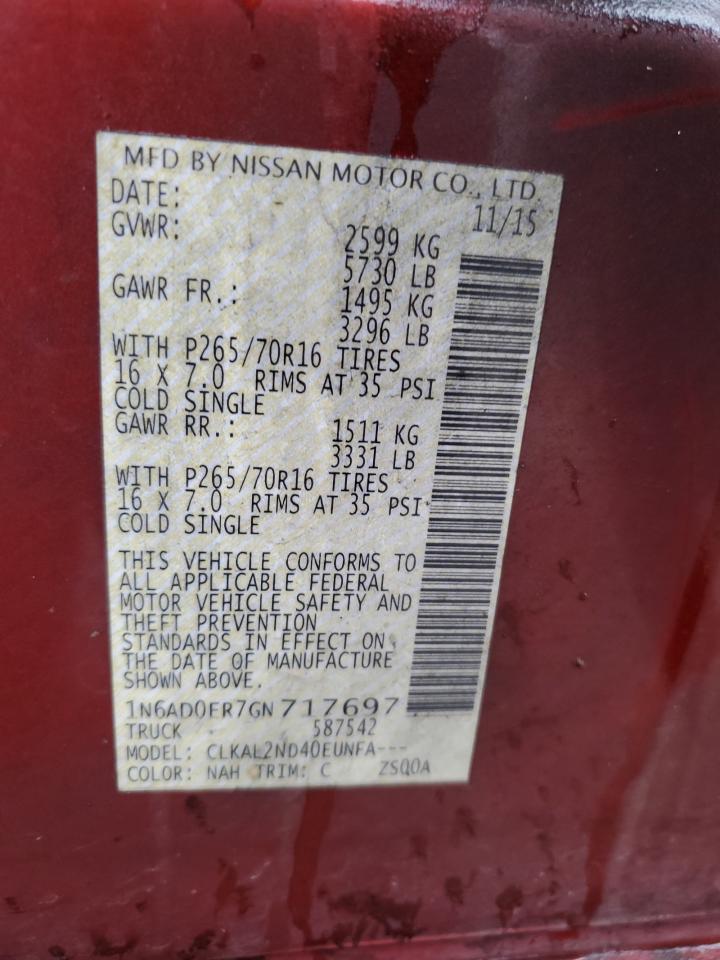 MFD BY NISSAN MOTOR CO., LTD
DATE: 11/15
GVWR: 2599 KG
5730 LB
GAWR FR.: 1495 KG
3296 LB
WITH P265/70R16 TIRES
16 X 7.0 RIMS AT 35 PSI
COLD SINGLE
GAWR RR.: 1511 KG
3331 LB
WITH P265/70R16 TIRES
16 X 7.0 RIMS AT 35 PSI
COLD SINGLE
THIS VEHICLE CONFORMS TO
ALL APPLICABLE FEDERAL
MOTOR VEHICLE SAFETY AND
THEFT PREVENTION
STANDARDS IN EFFECT ON
THE DATE OF MANUFACTURE
SHOWN ABOVE.
1N6AD0ER7GN717697
TRUCK 587542
MODEL: CLKAL2ND40EUNFA---
COLOR: NAH TRIM: C ZSQ0A